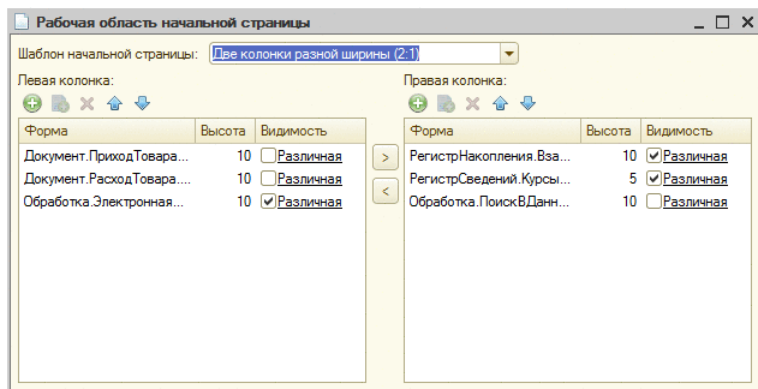 Рабочая область начальной страницы
Шаблон начальной страницы: Две колонки разной ширины (2:1)
Левая колонка:
Форма Высота Видимость
Документ.ПриходТовара... 10 Различная
Документ.РасходТовара.... 10 Различная
Обработка.Электронная... 10 Различная
> 
<
Правая колонка:
Форма Высота Видимость
РегистрНакопления.Вза... 10 Различная
РегистрСведений.Курсы... 5 Различная
Обработка.ПоискВДанн... 10 Различная